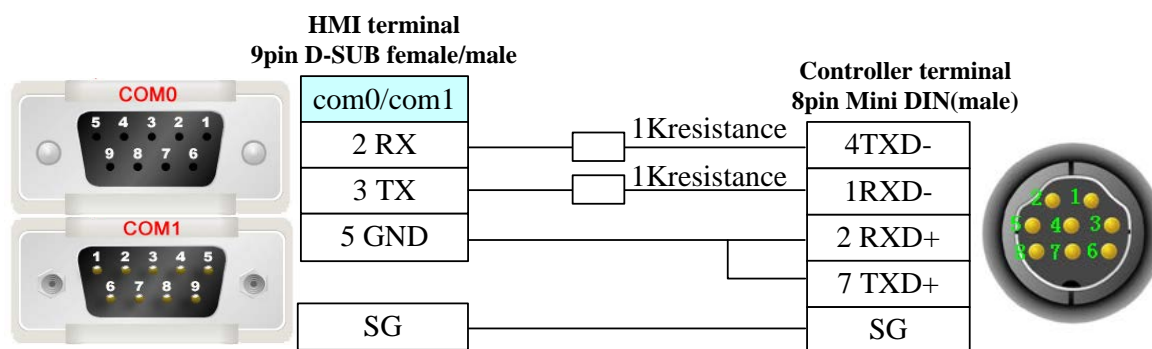 HMI terminal
9pin D-SUB female/male
COM0
5 4 3 2 1
9 8 7 6
COM1
1 2 3 4 5
6 7 8 9
com0/com1
2 RX
3 TX
5 GND
SG
1Kresistance
1Kresistance
Controller terminal
8pin Mini DIN(male)
4TXD-
1RXD-
2 RXD+
7 TXD+
SG
2 1
5 4 3
8 7 6